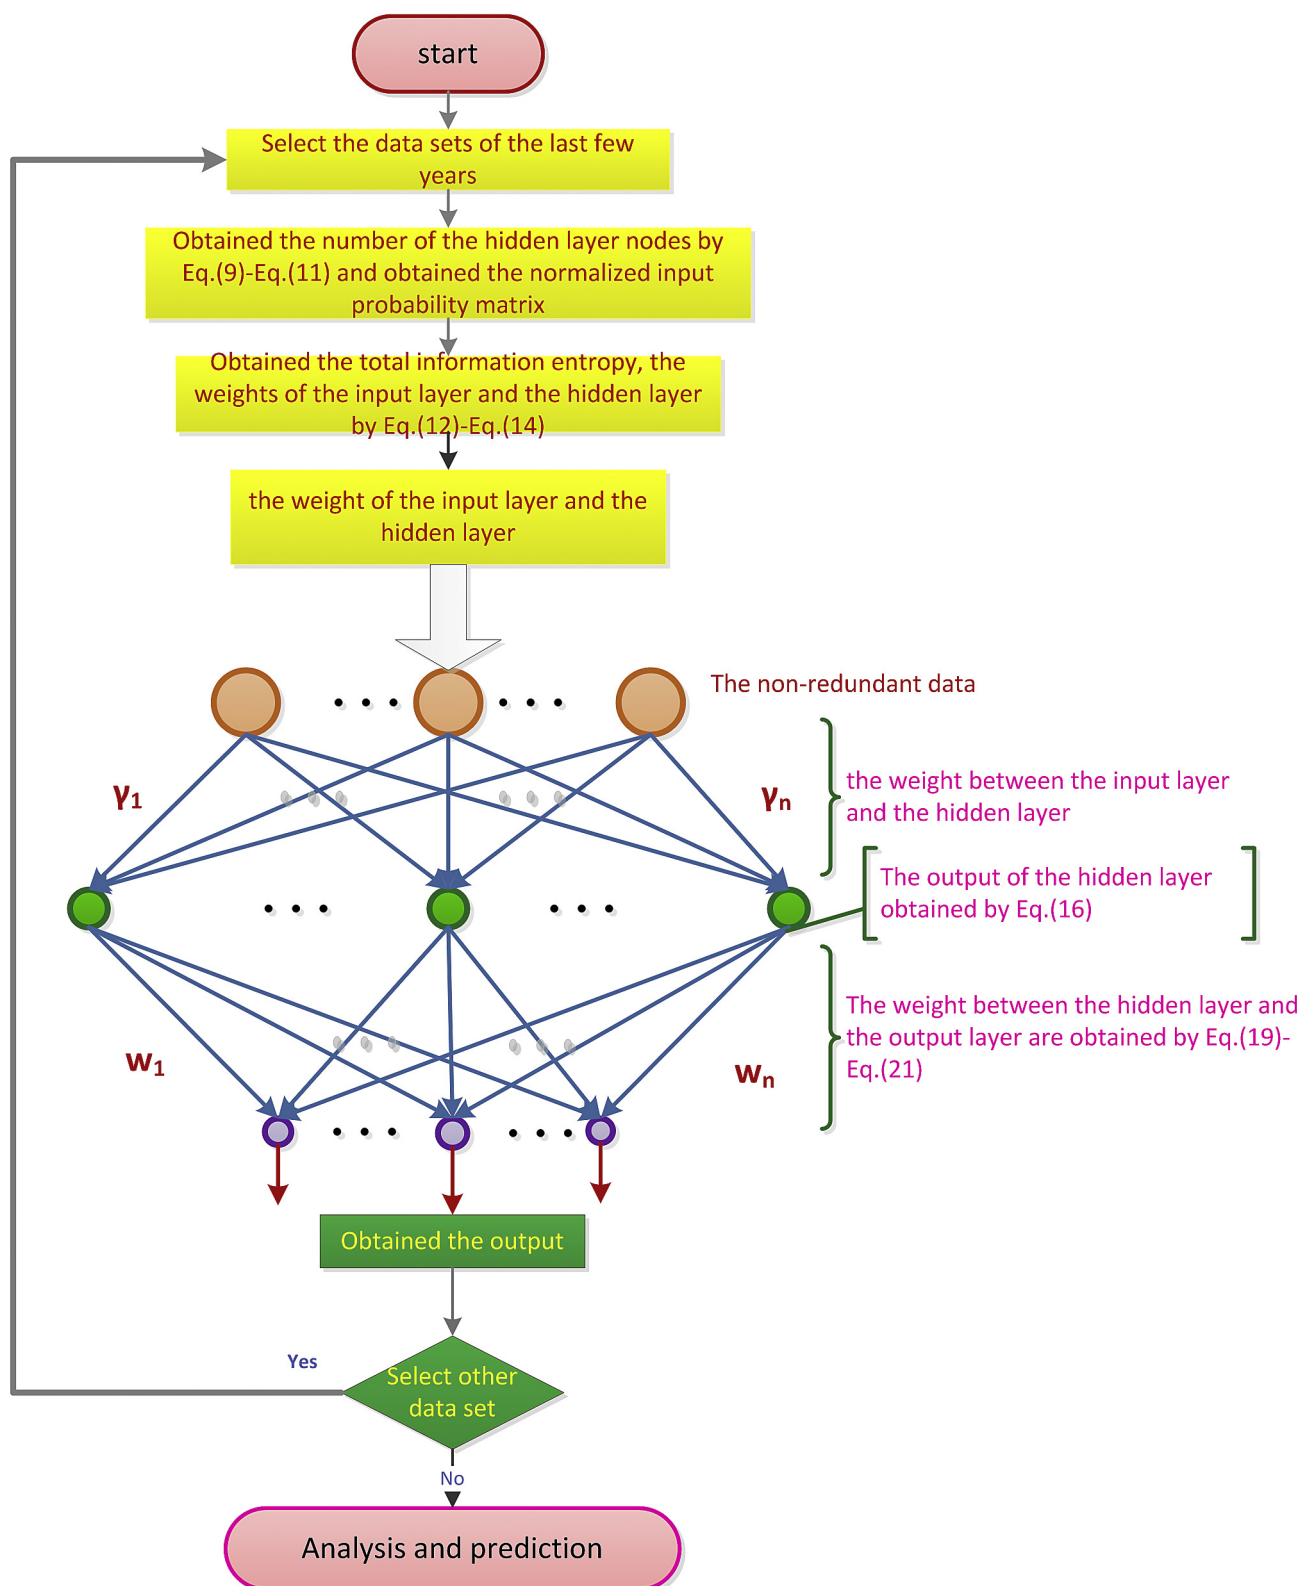 start
Select the data sets of the last few
years
Obtained the number of the hidden layer nodes by
Eq.(9)-Eq.(11) and obtained the normalized input
probability matrix
Obtained the total information entropy, the
weights of the input layer and the hidden layer
by Eq.(12)-Eq.(14)
the weight of the input layer and the
hidden layer
The non-redundant data
γ1
γn
the weight between the input layer
and the hidden layer
The output of the hidden layer
obtained by Eq.(16)
w1
wn
The weight between the hidden layer and
the output layer are obtained by Eq.(19)-
Eq.(21)
Obtained the output
Yes
Select other
data set
No
Analysis and prediction